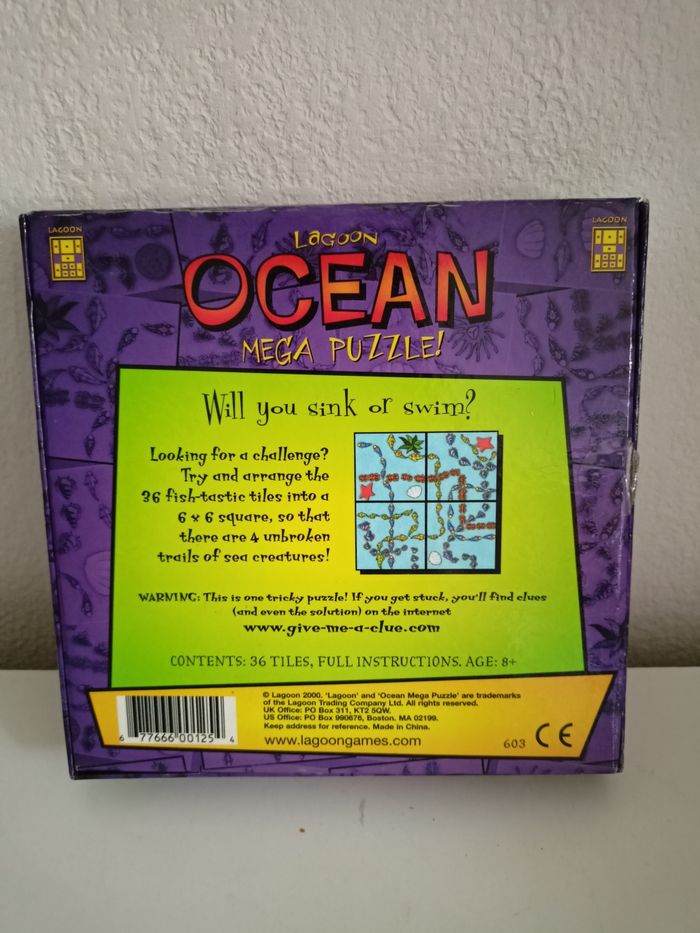 LAGOON
LAGOON
LAGOON
OCEAN
MEGA PUZZLE!
Will you sink or swim?
Looking for a challenge?
Try and arrange the
36 fish-tastic tiles into a
6 x 6 square, so that
there are 4 unbroken
trails of sea creatures!
WARNING: This is one tricky puzzle! If you get stuck, you'll find clues
(and even the solution) on the internet
www.give-me-a-clue.com
CONTENTS: 36 TILES, FULL INSTRUCTIONS. AGE: 8+
© Lagoon 2000. 'Lagoon' and 'Ocean Mega Puzzle' are trademarks
of the Lagoon Trading Company Ltd. All rights reserved.
UK Office: PO Box 311, KT2 5QW.
US Office: PO Box 990676, Boston. MA 02199.
Keep address for reference. Made in China.
www.lagoongames.com
6 77666 00125 4
603 CE